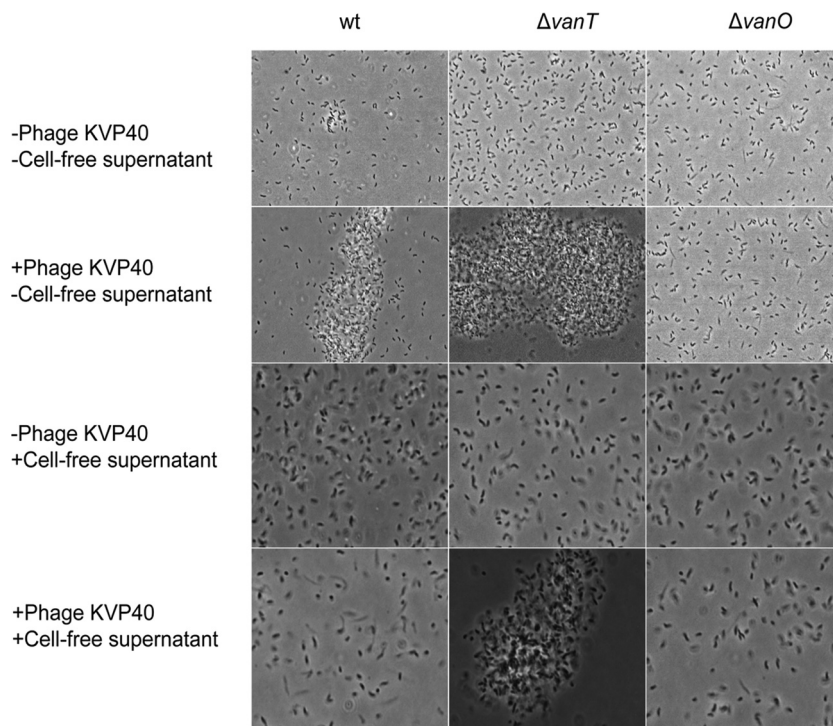 wt ΔvanT ΔvanO
-Phage KVP40
-Cell-free supernatant
+Phage KVP40
-Cell-free supernatant
-Phage KVP40
+Cell-free supernatant
+Phage KVP40
+Cell-free supernatant